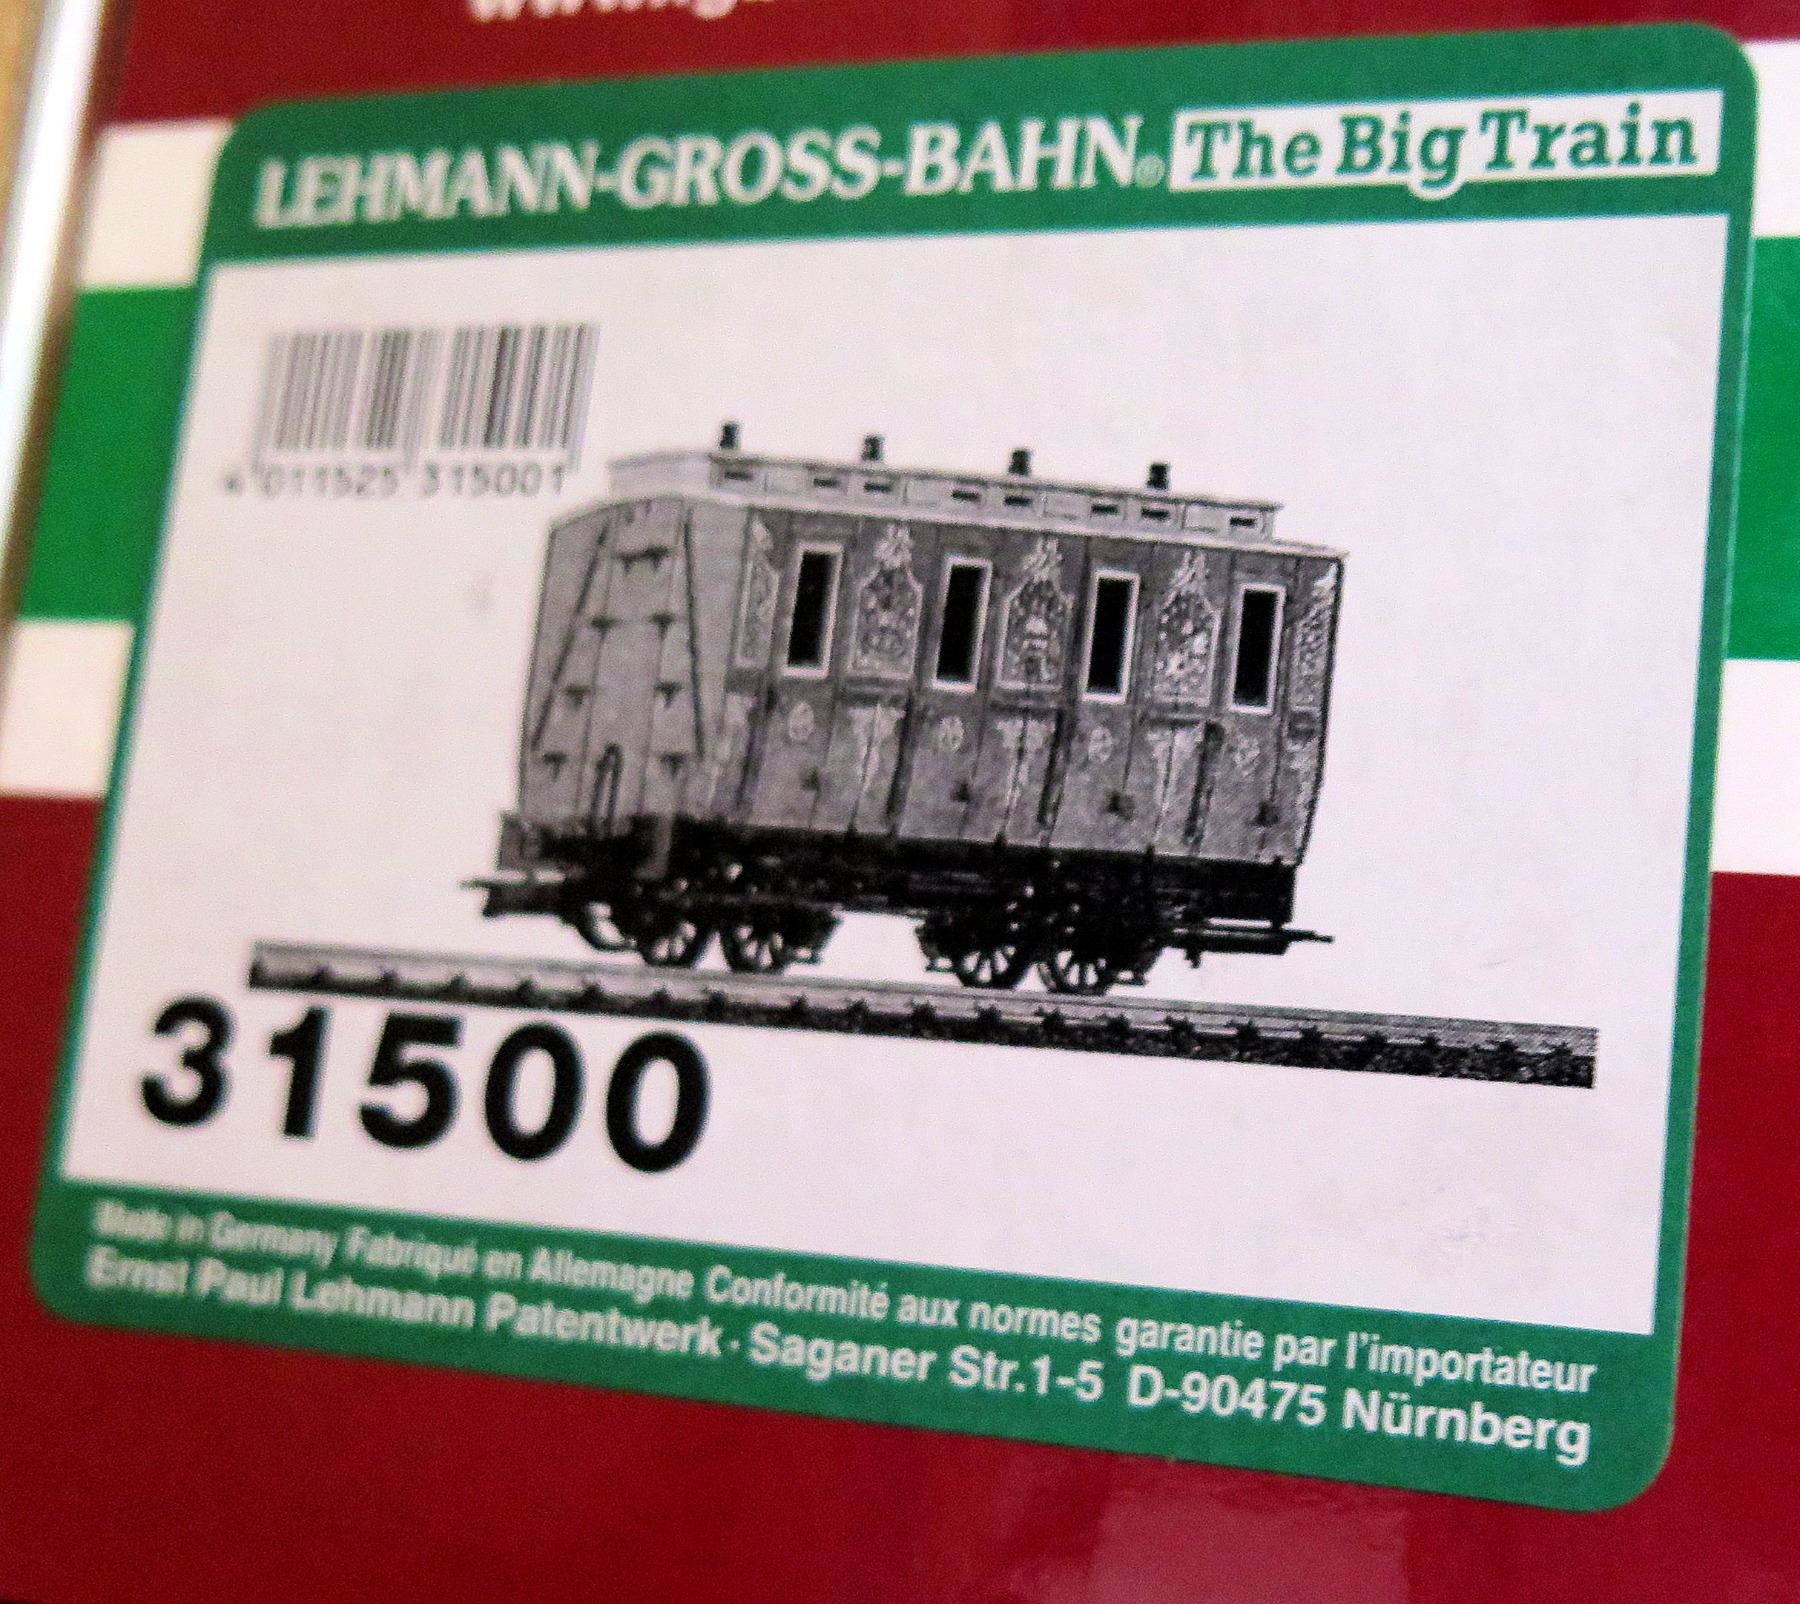 LEHMANN-GROSS-BAHN® The Big Train
4 011525 315001
31500
Made in Germany Fabriqué en Allemagne Conformité aux normes garantie par l'importateur
Ernst Paul Lehmann Patentwerk · Saganer Str.1-5 D-90475 Nürnberg